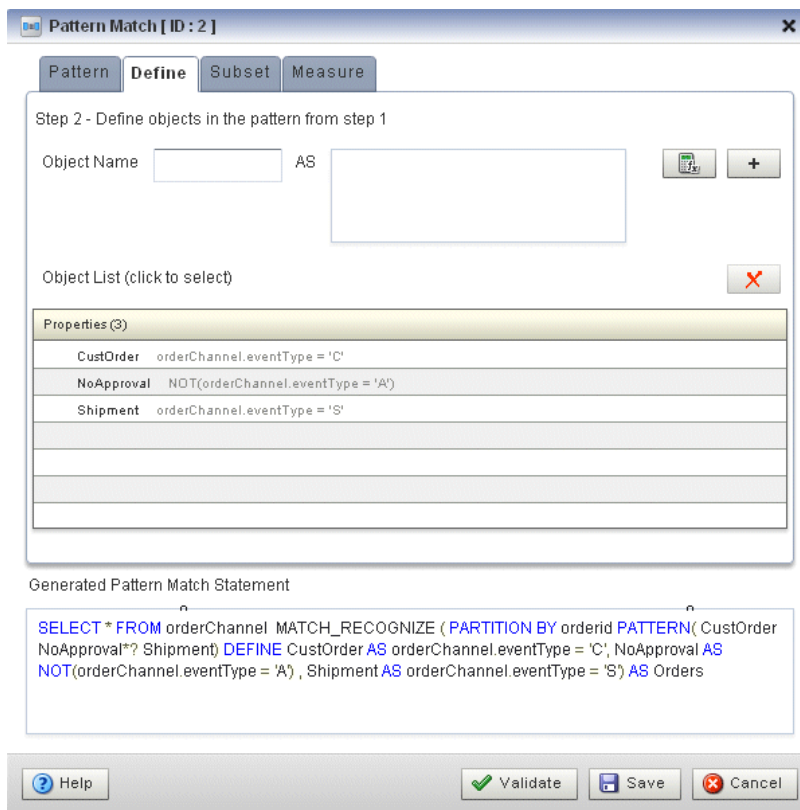 Pattern Match [ ID : 2 ]
Pattern Define Subset Measure
Step 2 - Define objects in the pattern from step 1
Object Name AS
+
Object List (click to select)
Properties (3)
CustOrder orderChannel.eventType = 'C'
NoApproval NOT(orderChannel.eventType = 'A')
Shipment orderChannel.eventType = 'S'
Generated Pattern Match Statement
SELECT * FROM orderChannel MATCH_RECOGNIZE ( PARTITION BY orderid PATTERN( CustOrder
NoApproval*? Shipment) DEFINE CustOrder AS orderChannel.eventType = 'C', NoApproval AS
NOT(orderChannel.eventType = 'A') , Shipment AS orderChannel.eventType = 'S') AS Orders
Help Validate Save Cancel